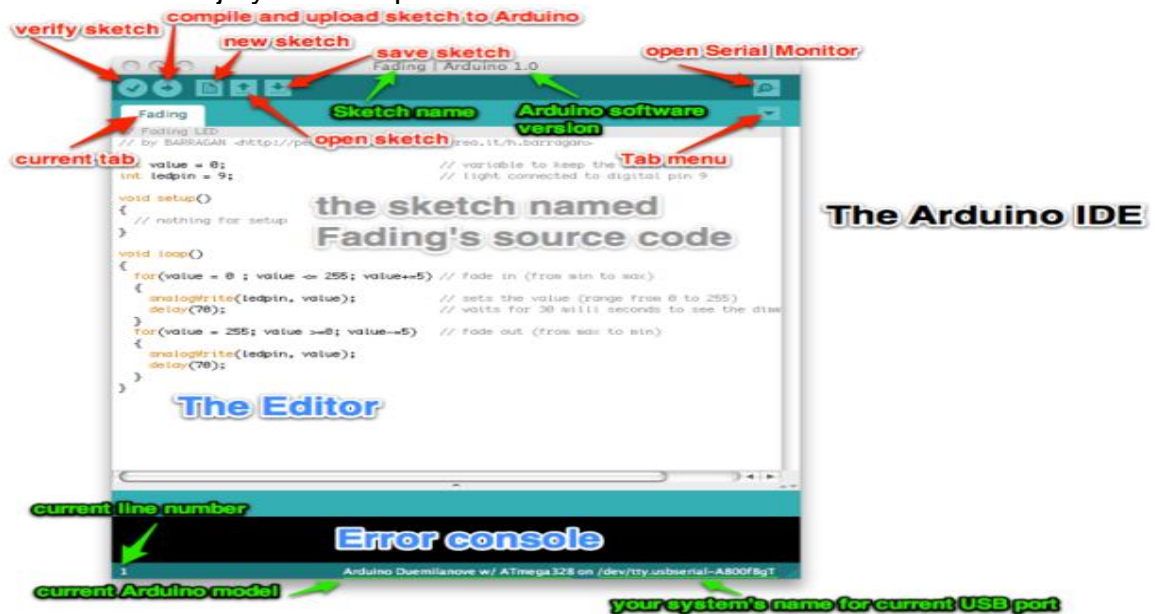 compile and upload sketch to Arduino
verify sketch
new sketch
save sketch
open Serial Monitor
Fading | Arduino 1.0
Sketch name
Arduino software
version
Fading
open sketch
current tab
Tab menu
// Fading LED
// by BARRAGAN <http://
value = 0; // variable to keep the
int ledpin = 9; // light connected to digital pin 9
void setup()
{
// nothing for setup
}
the sketch named
Fading's source code
The Arduino IDE
void loop()
{
for(value = 0 ; value <= 255; value+=5) // fade in (from min to max)
{
analogWrite(ledpin, value); // sets the value (range from 0 to 255)
delay(70); // waits for 30 milli seconds to see the dimm
}
for(value = 255; value >=0; value-=5) // fade out (from max to min)
{
analogWrite(ledpin, value);
delay(70);
}
}
The Editor
current line number
Error console
1
Arduino Duemilanove w/ ATmega328 on /dev/tty.usbserial-A800f8gT
current Arduino model
your system's name for current USB port